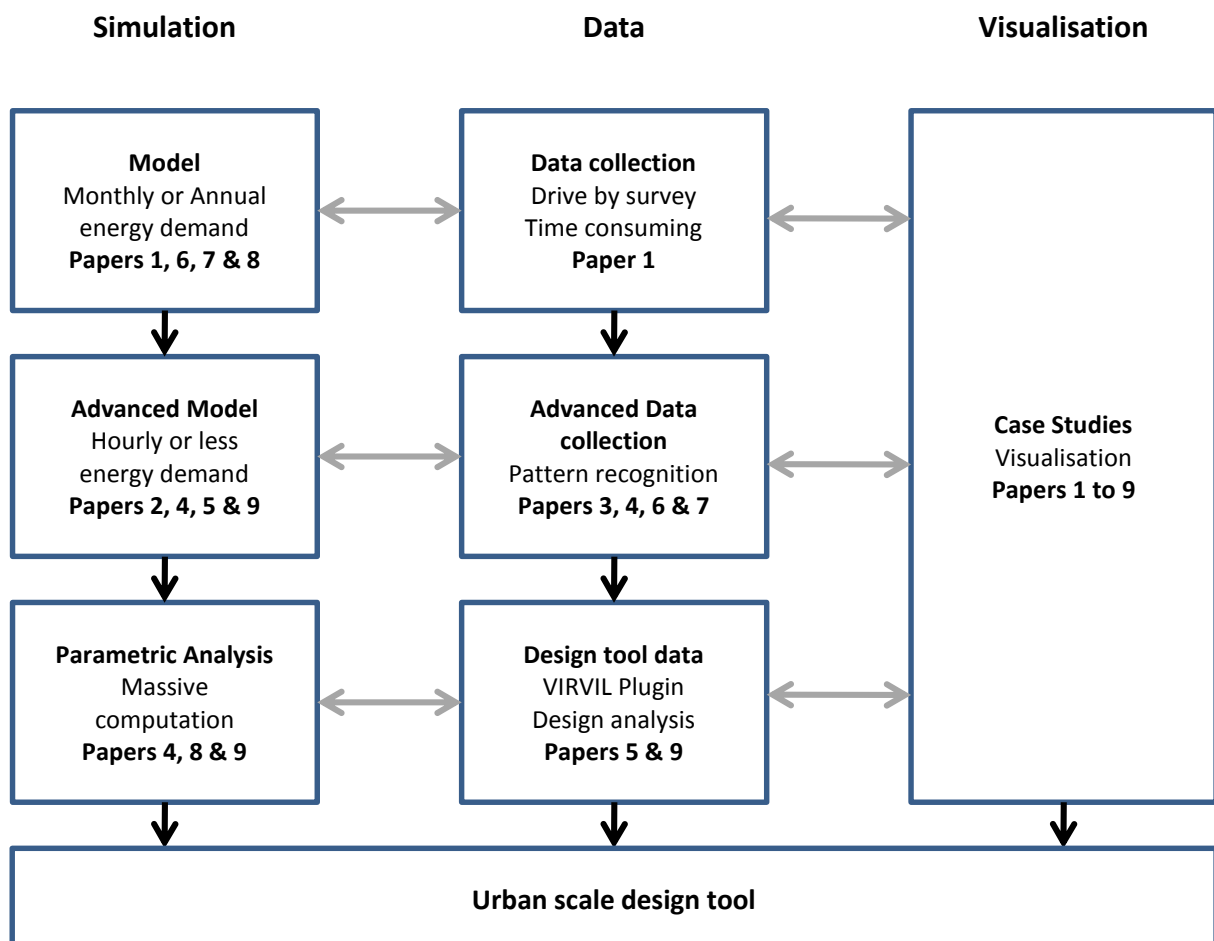 Simulation
Data
Visualisation
Model
Monthly or Annual
energy demand
Papers 1, 6, 7 & 8
Data collection
Drive by survey
Time consuming
Paper 1
Advanced Model
Hourly or less
energy demand
Papers 2, 4, 5 & 9
Advanced Data
collection
Pattern recognition
Papers 3, 4, 6 & 7
Case Studies
Visualisation
Papers 1 to 9
Parametric Analysis
Massive
computation
Papers 4, 8 & 9
Design tool data
VIRVIL Plugin
Design analysis
Papers 5 & 9
Urban scale design tool